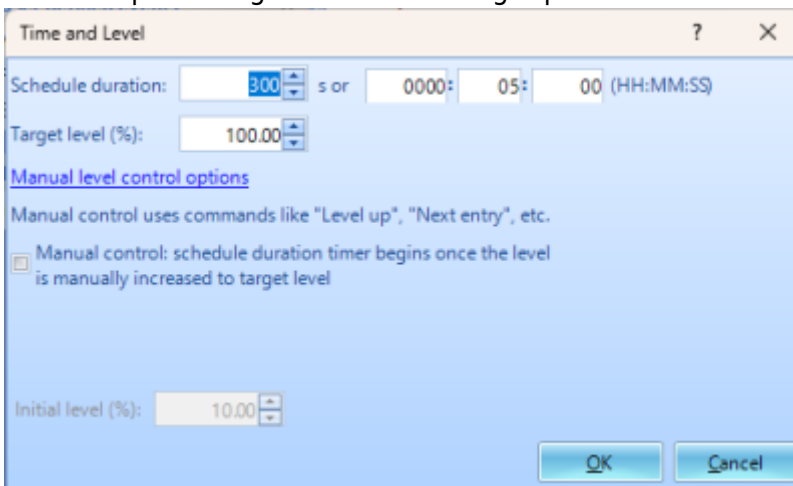 Time and Level ? ×
Schedule duration: 300 s or 0000: 05: 00 (HH:MM:SS)
Target level (%): 100.00
Manual level control options
Manual control uses commands like "Level up", "Next entry", etc.
Manual control: schedule duration timer begins once the level
is manually increased to target level
Initial level (%): 10.00
OK Cancel